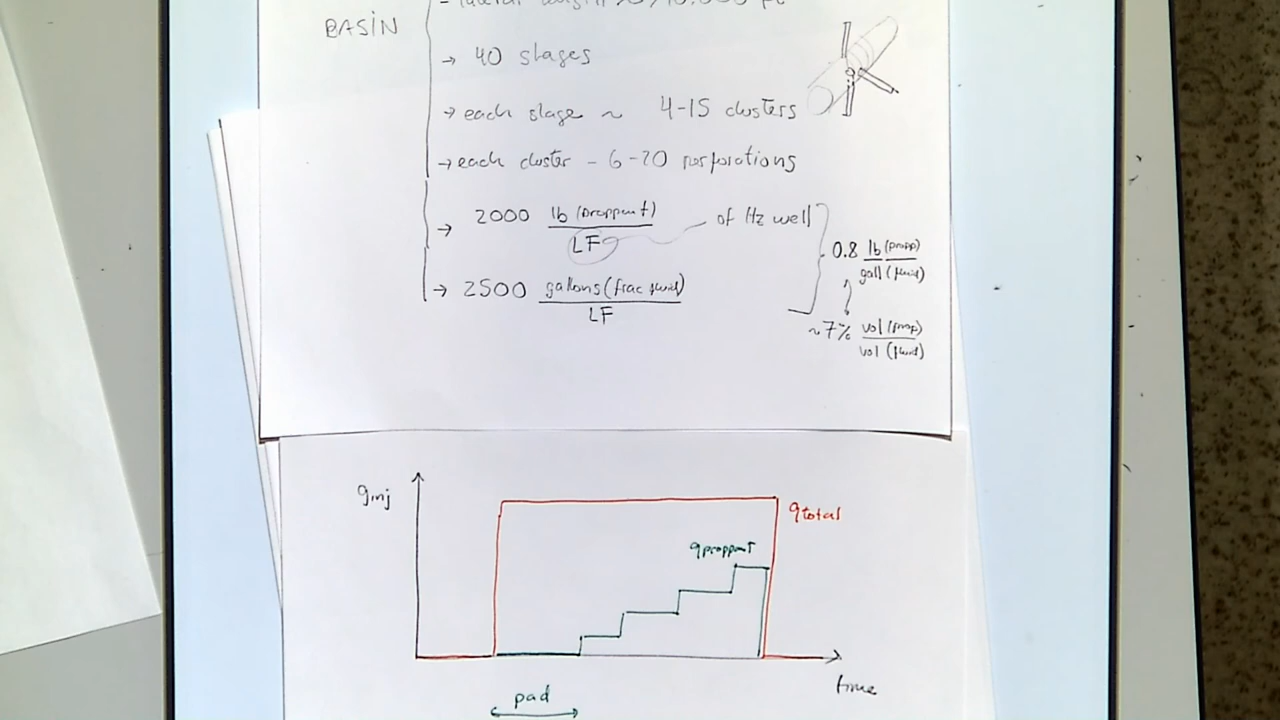 BASIN
→ 40 stages
→ each stage ~ 4-15 clusters
→ each cluster - 6-20 perforations
→ 2000 lb (proppant) / LF of Hz well
0.8 lb (propp) / gall (fluid)
→ 2500 gallons (frac fluid) / LF
~7% vol (prop) / vol (fluid)
qinj
qtotal
qproppant
time
pad